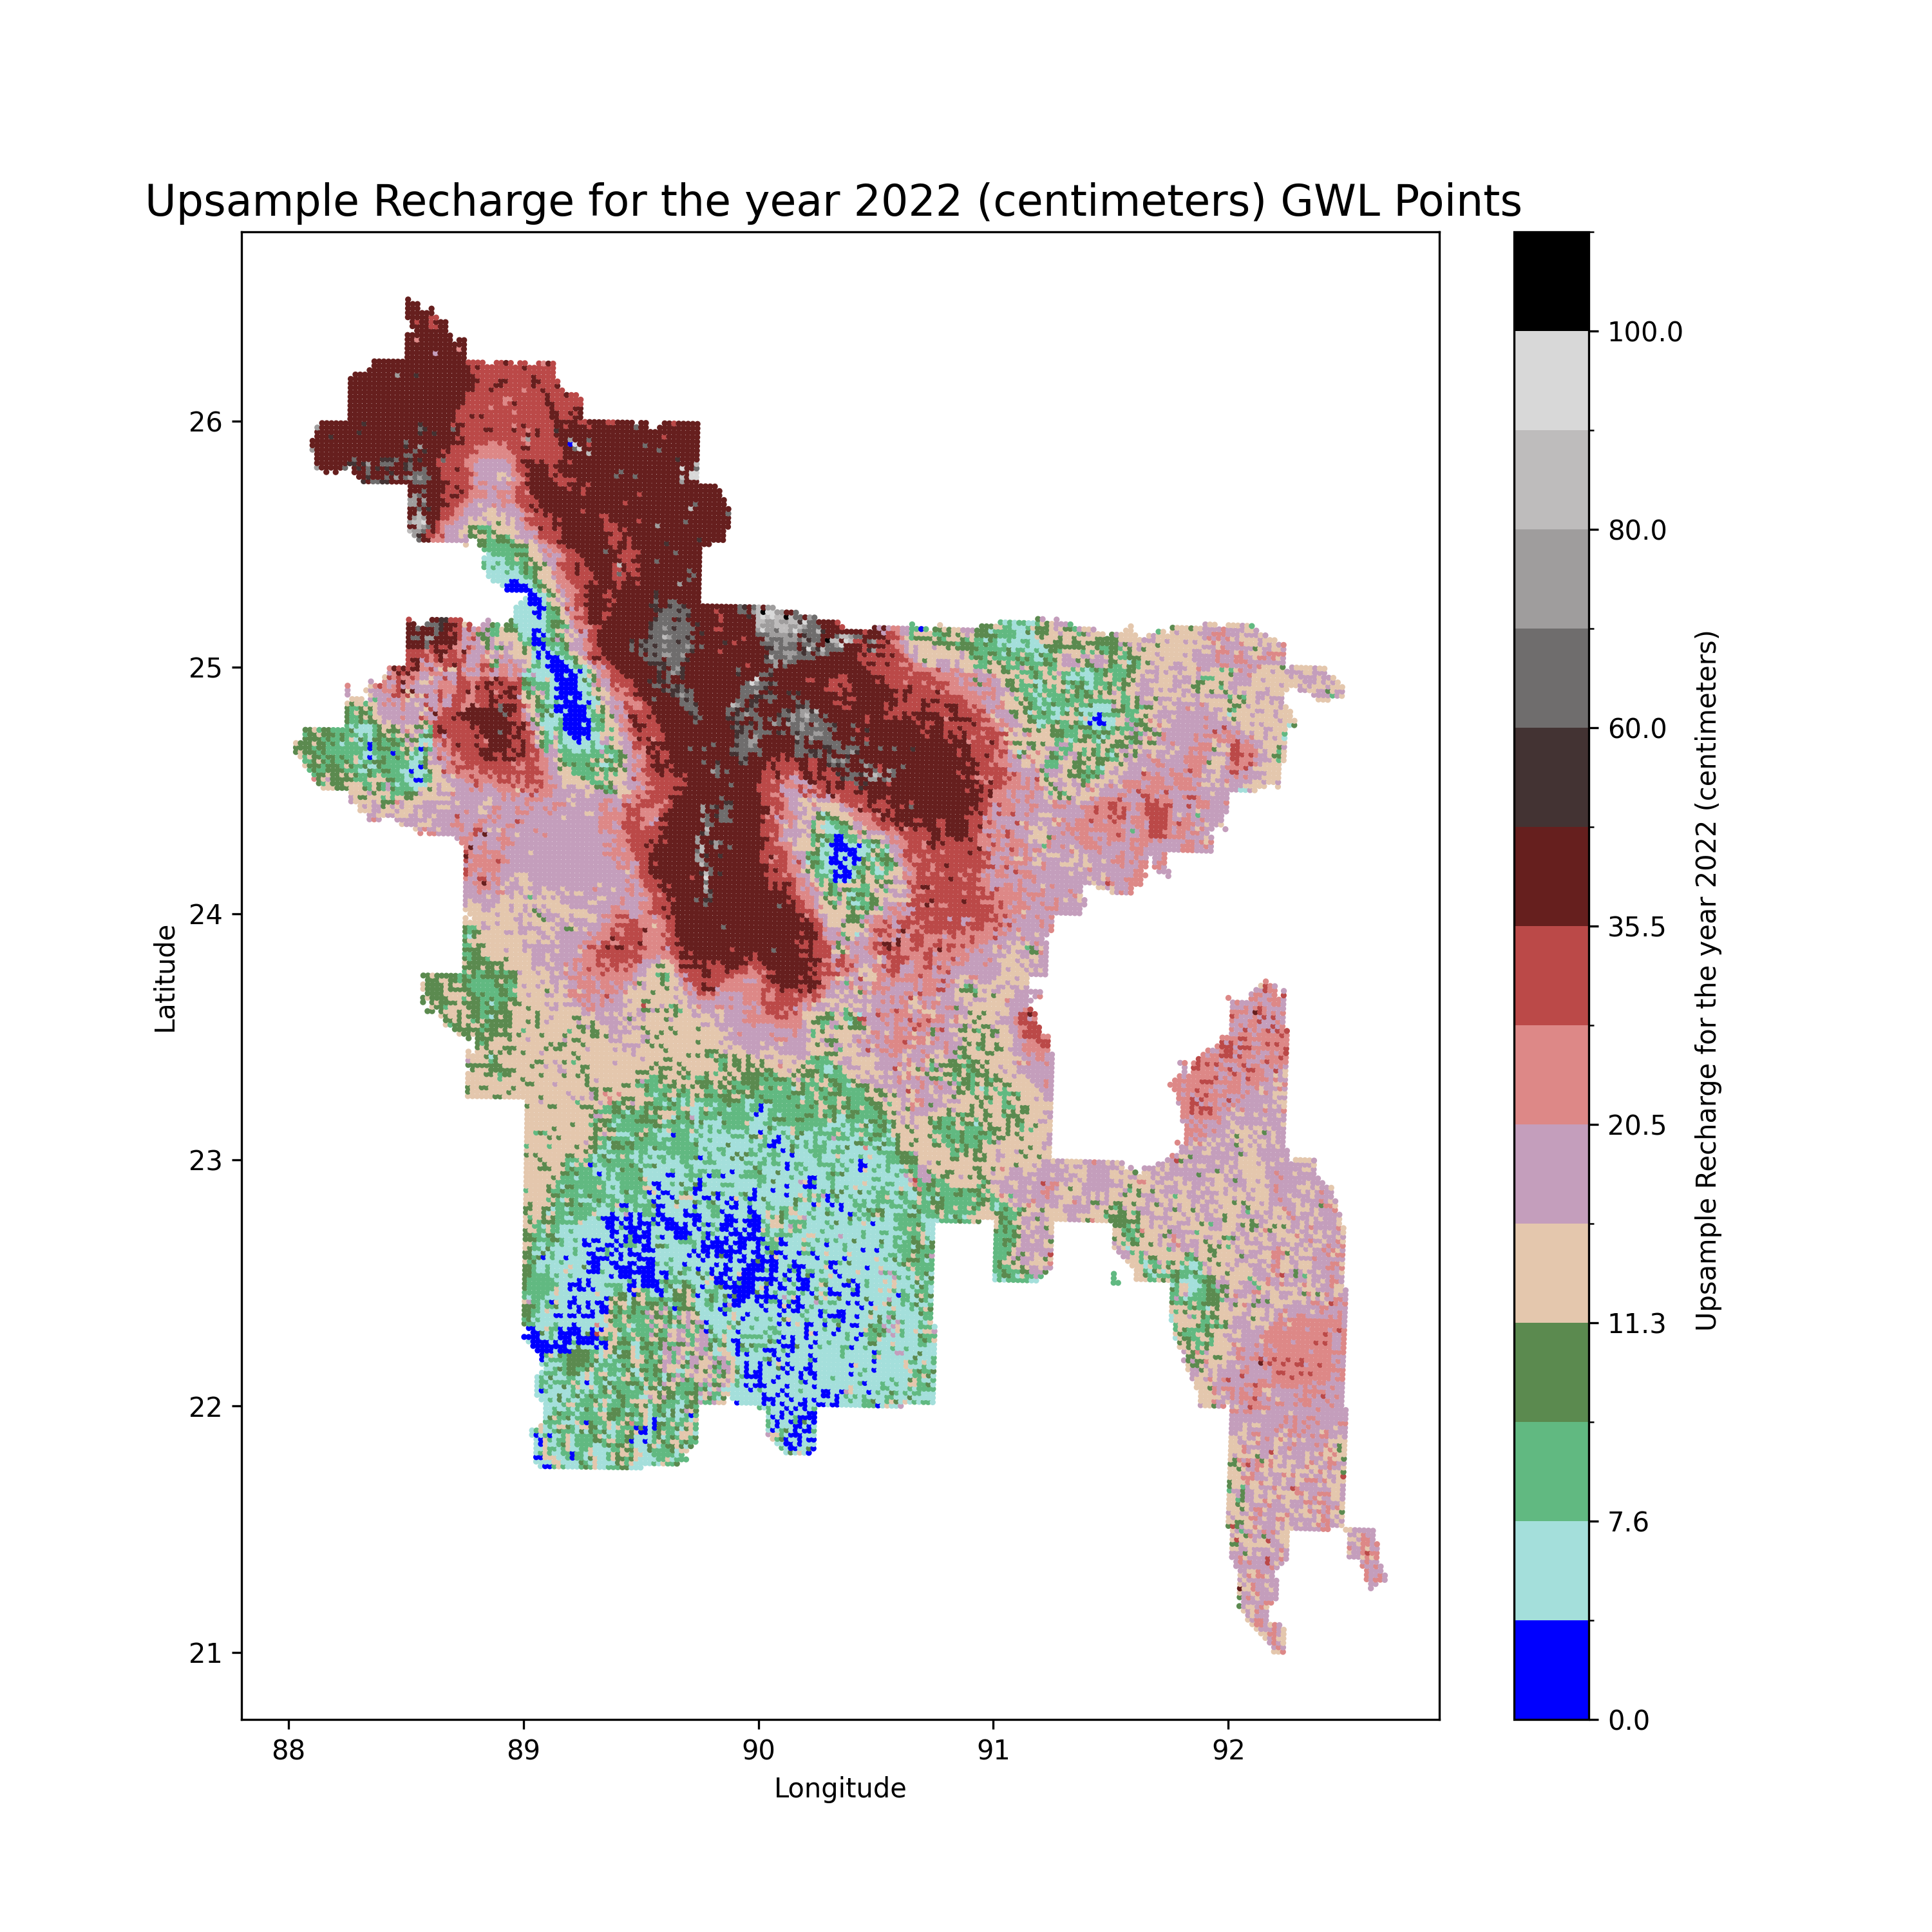 Upsample Recharge for the year 2022 (centimeters) GWL Points
100.0
80.0
60.0
35.5
20.5
11.3
7.6
0.0
Upsample Recharge for the year 2022 (centimeters)
26
25
24
23
22
21
Latitude
88 89 90 91 92
Longitude